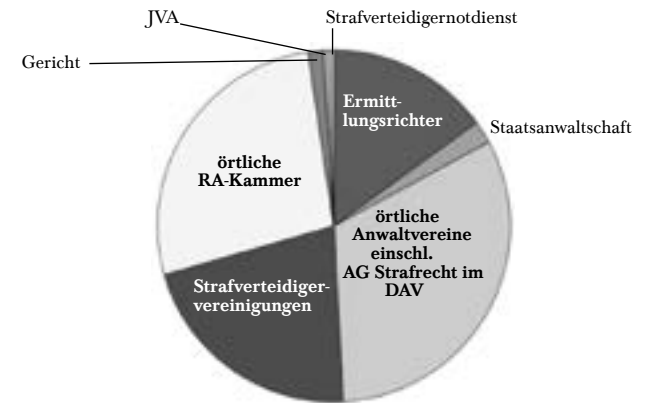 JVA
Strafverteidigernotdienst
Gericht
Ermitt-
lungsrichter
Staatsanwaltschaft
örtliche
RA-Kammer
örtliche
Anwaltvereine
einschl.
AG Strafrecht im
DAV
Strafverteidiger-
vereinigungen